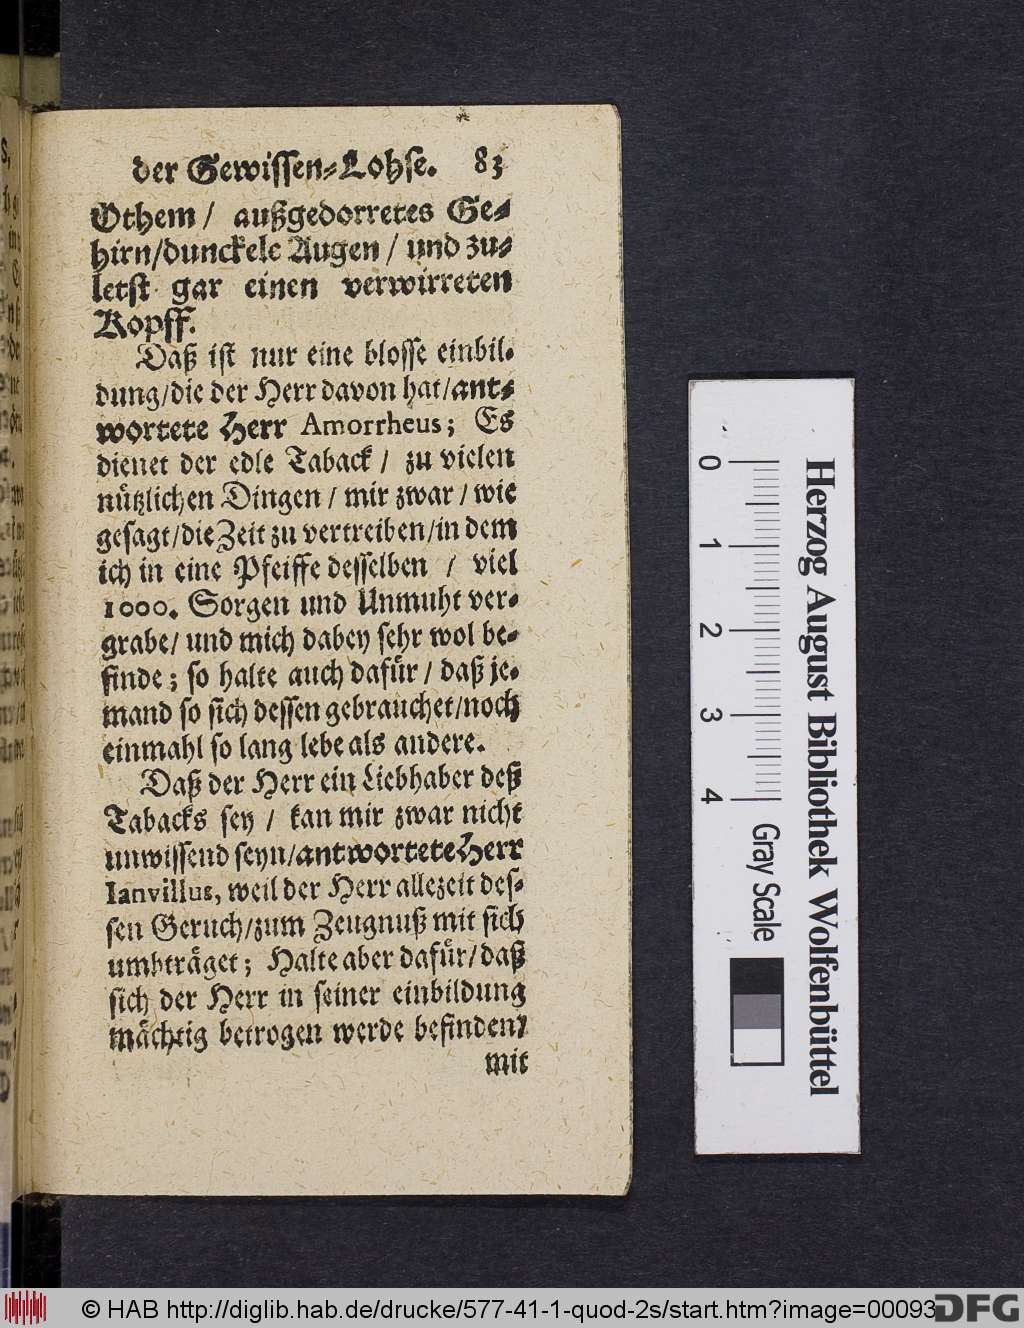 der Gewissen-Lohse. 83
Othem / außgedorretes Ge-
hirn/dunckele Augen / und zu-
letst gar einen verwirreten
Kopff.
Daß ist nur eine blosse einbil-
dung/die der Herr davon hat/ant-
wortete Herr Amorrheus; Es
dienet der edle Taback / zu vielen
nützlichen Dingen / mir zwar / wie
gesagt/die Zeit zu vertreiben/in dem
ich in eine Pfeiffe desselben / viel
1000. Sorgen und Unmuht ver-
grabe/ und mich dabey sehr wol be-
finde; so halte auch dafür / daß je-
mand so sich dessen gebrauchet/noch
einmahl so lang lebe als andere.
Daß der Herr ein Liebhaber deß
Tabacks sey / kan mir zwar nicht
unwissend seyn/antwortete Herr
Ianvillus, weil der Herr allezeit des-
sen Geruch/zum Zeugnuß mit sich
umbträget; Halte aber dafür/daß
sich der Herr in seiner einbildung
mächtig betrogen werde befinden/
mit
0 1 2 3 4
Gray Scale
Herzog August Bibliothek Wolfenbüttel
© HAB http://diglib.hab.de/drucke/577-41-1-quod-2s/start.htm?image=00093
DFG